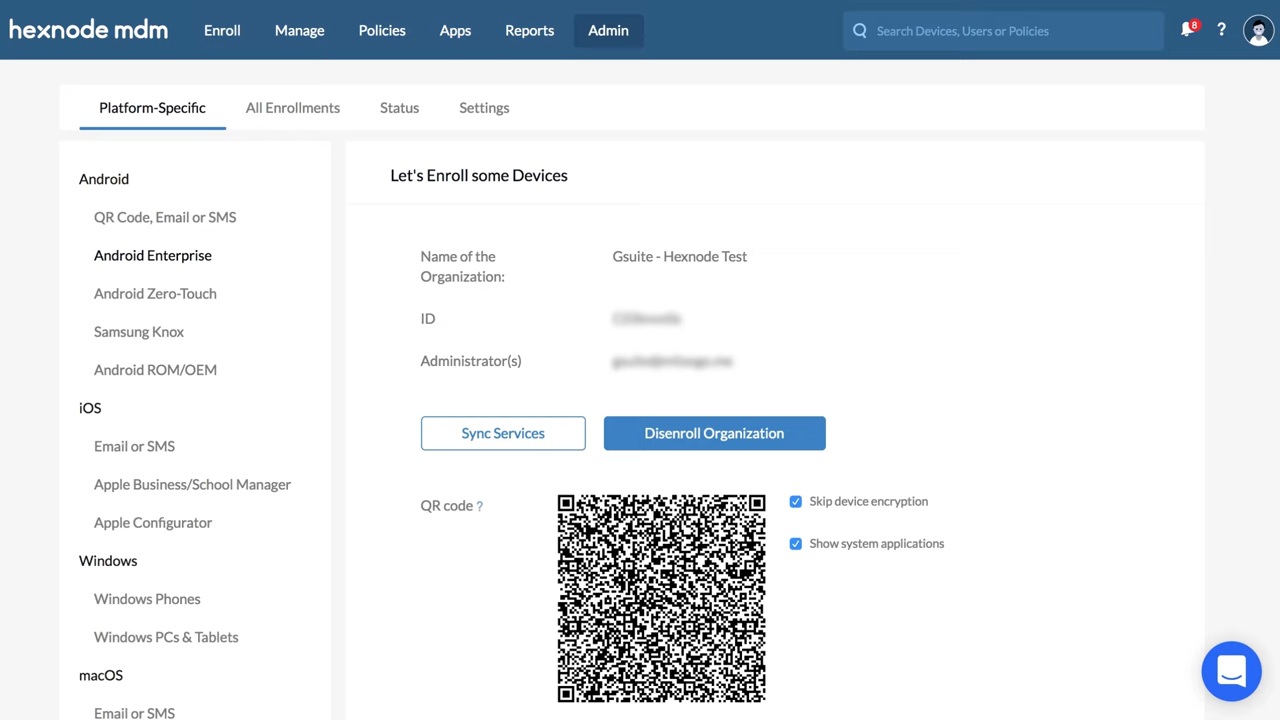 hexnode mdm
Enroll
Manage
Policies
Apps
Reports
Admin
Search Devices, Users or Policies
8
?
Platform-Specific
All Enrollments
Status
Settings
Android
QR Code, Email or SMS
Android Enterprise
Android Zero-Touch
Samsung Knox
Android ROM/OEM
iOS
Email or SMS
Apple Business/School Manager
Apple Configurator
Windows
Windows Phones
Windows PCs & Tablets
macOS
Email or SMS
Let's Enroll some Devices
Name of the
Organization:
Gsuite - Hexnode Test
ID
Administrator(s)
Sync Services
Disenroll Organization
QR code ?
Skip device encryption
Show system applications